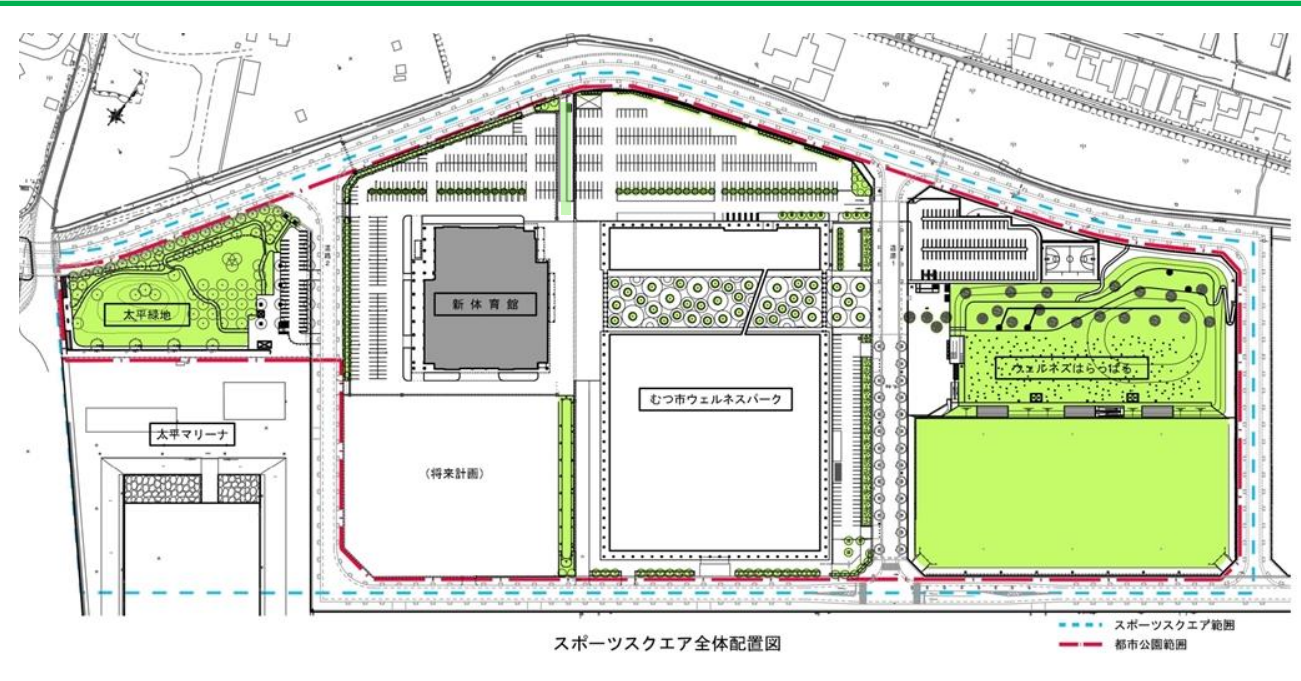 道路2
道路1
新体育館
太平緑地
ウェルネスはらっぱる
むつ市ウェルネスパーク
太平マリーナ
（将来計画）
スポーツスクエア全体配置図
スポーツスクエア範囲
都市公園範囲